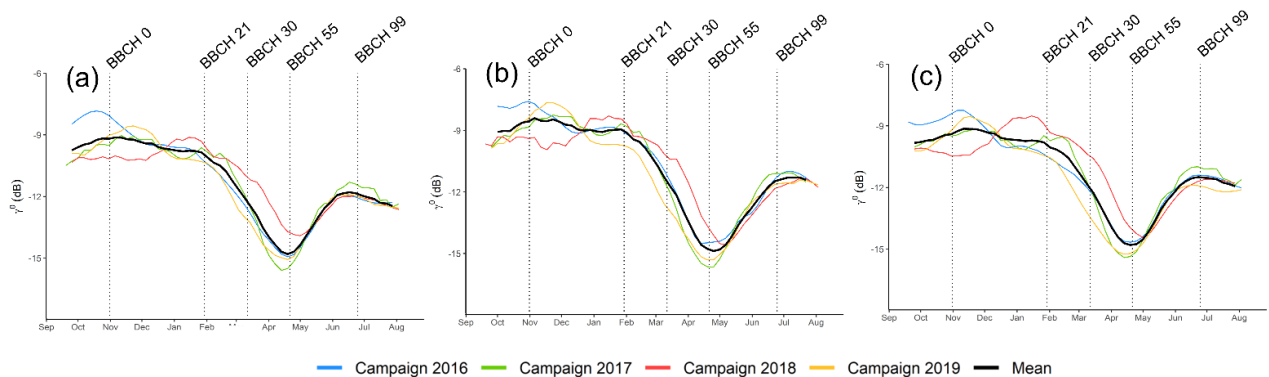 BBCH 0 BBCH 21 BBCH 30 BBCH 55 BBCH 99
(a)
-6
-9
-12
-15
γ⁰ (dB)
Sep Oct Nov Dec Jan Feb Apr May Jun Jul Aug
BBCH 0 BBCH 21 BBCH 30 BBCH 55 BBCH 99
(b)
-6
-9
-12
-15
γ⁰ (dB)
Sep Oct Nov Dec Jan Feb Mar Apr May Jun Jul Aug
BBCH 0 BBCH 21 BBCH 30 BBCH 55 BBCH 99
(c)
-6
-9
-12
-15
γ⁰ (dB)
Sep Oct Nov Dec Jan Feb Mar Apr May Jun Jul Aug
Campaign 2016 Campaign 2017 Campaign 2018 Campaign 2019 Mean